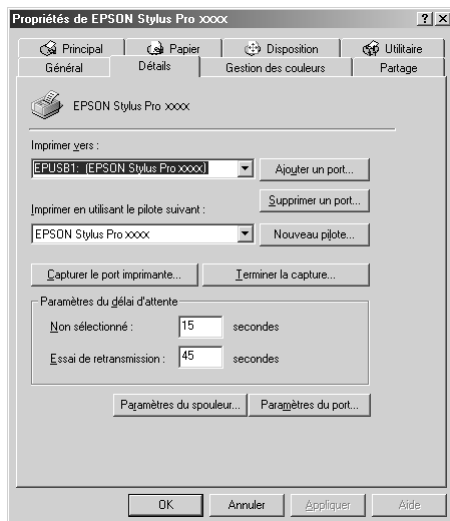 Propriétés de EPSON Stylus Pro xxxx
Principal Papier Disposition Utilitaire
Général Détails Gestion des couleurs Partage
EPSON Stylus Pro xxxx
Imprimer vers :
EPUSB1: (EPSON Stylus Pro xxxx) Ajouter un port...
Supprimer un port...
Imprimer en utilisant le pilote suivant :
EPSON Stylus Pro xxxx Nouveau pilote...
Capturer le port imprimante... Terminer la capture...
Paramètres du délai d'attente
Non sélectionné : 15 secondes
Essai de retransmission : 45 secondes
Paramètres du spouleur... Paramètres du port...
OK Annuler Appliquer Aide